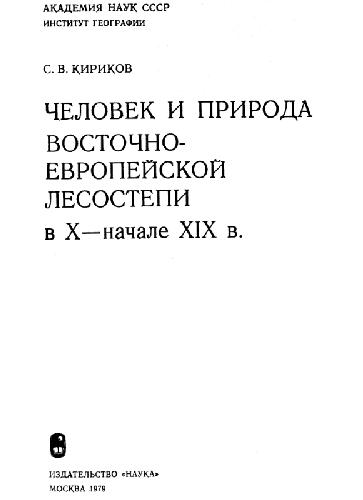 АКАДЕМИЯ НАУК СССР
ИНСТИТУТ ГЕОГРАФИИ
С. В. КИРИКОВ
ЧЕЛОВЕК И ПРИРОДА
ВОСТОЧНО-
ЕВРОПЕЙСКОЙ
ЛЕСОСТЕПИ
в X—начале XIX в.
ИЗДАТЕЛЬСТВО «НАУКА»
МОСКВА 1979